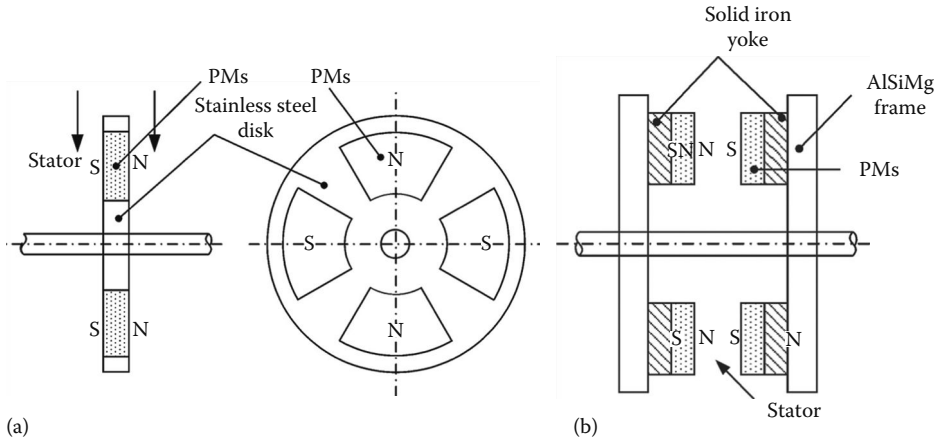 (a)
PMs
PMs
Stainless steel
disk
Stator
S
N
S
N
N
S
S
N
(b)
Solid iron
yoke
AlSiMg
frame
SN
N
S
PMs
S
N
S
N
Stator